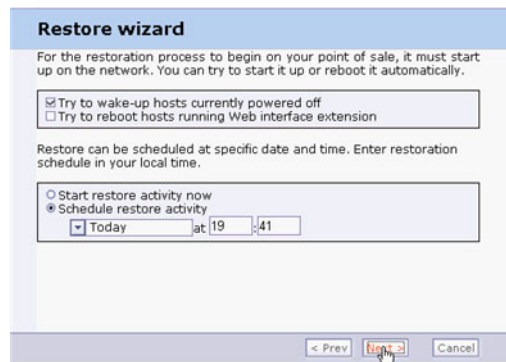 Restore wizard
For the restoration process to begin on your point of sale, it must start
up on the network. You can try to start it up or reboot it automatically.
Try to wake-up hosts currently powered off
Try to reboot hosts running Web interface extension
Restore can be scheduled at specific date and time. Enter restoration
schedule in your local time.
Start restore activity now
Schedule restore activity
Today at 19 : 41
< Prev Next > Cancel